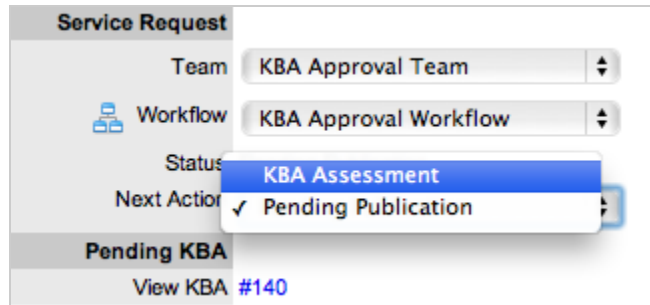 Service Request
Team KBA Approval Team
Workflow KBA Approval Workflow
Status
KBA Assessment
Next Action ✓ Pending Publication
Pending KBA
View KBA #140